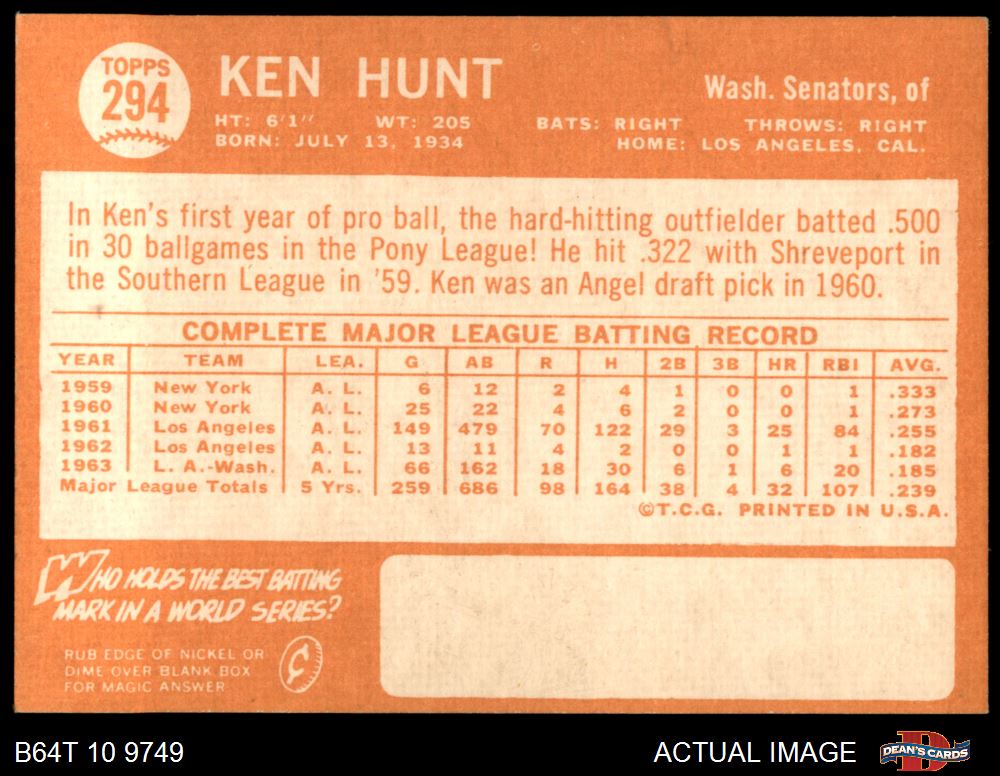 TOPPS
294
KEN HUNT
Wash. Senators, of
HT: 6'1" WT: 205 BATS: RIGHT THROWS: RIGHT
BORN: JULY 13, 1934 HOME: LOS ANGELES, CAL.
In Ken's first year of pro ball, the hard-hitting outfielder batted .500
in 30 ballgames in the Pony League! He hit .322 with Shreveport in
the Southern League in '59. Ken was an Angel draft pick in 1960.
COMPLETE MAJOR LEAGUE BATTING RECORD
YEAR TEAM LEA. G AB R H 2B 3B HR RBI AVG.
1959 New York A. L. 6 12 2 4 1 0 0 1 .333
1960 New York A. L. 25 22 4 6 2 0 0 1 .273
1961 Los Angeles A. L. 149 479 70 122 29 3 25 84 .255
1962 Los Angeles A. L. 13 11 4 2 0 0 1 1 .182
1963 L. A.-Wash. A. L. 66 162 18 30 6 1 6 20 .185
Major League Totals 5 Yrs. 259 686 98 164 38 4 32 107 .239
©T.C.G. PRINTED IN U.S.A.
WHO HOLDS THE BEST BATTING
MARK IN A WORLD SERIES?
RUB EDGE OF NICKEL OR
DIME OVER BLANK BOX
FOR MAGIC ANSWER
¢
B64T 10 9749
ACTUAL IMAGE
DEAN'S CARDS